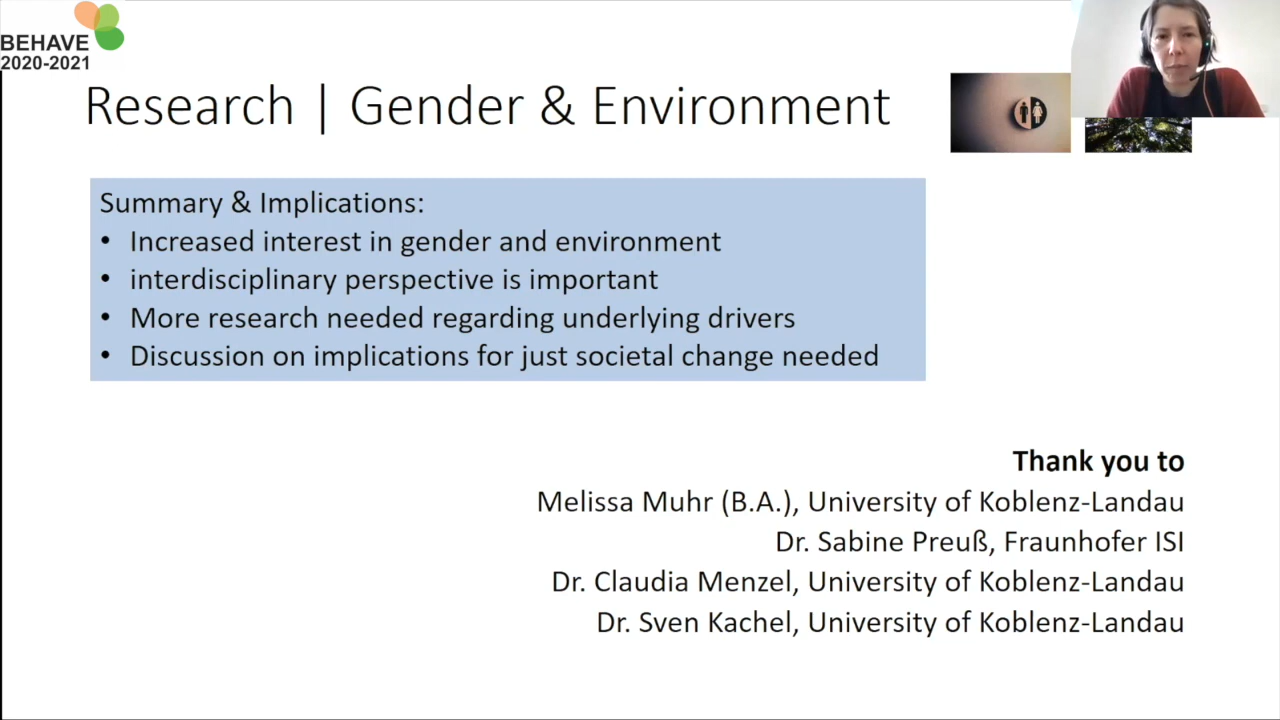 BEHAVE
2020-2021
Research | Gender & Environment
Summary & Implications:
• Increased interest in gender and environment
• interdisciplinary perspective is important
• More research needed regarding underlying drivers
• Discussion on implications for just societal change needed
Thank you to
Melissa Muhr (B.A.), University of Koblenz-Landau
Dr. Sabine Preuß, Fraunhofer ISI
Dr. Claudia Menzel, University of Koblenz-Landau
Dr. Sven Kachel, University of Koblenz-Landau